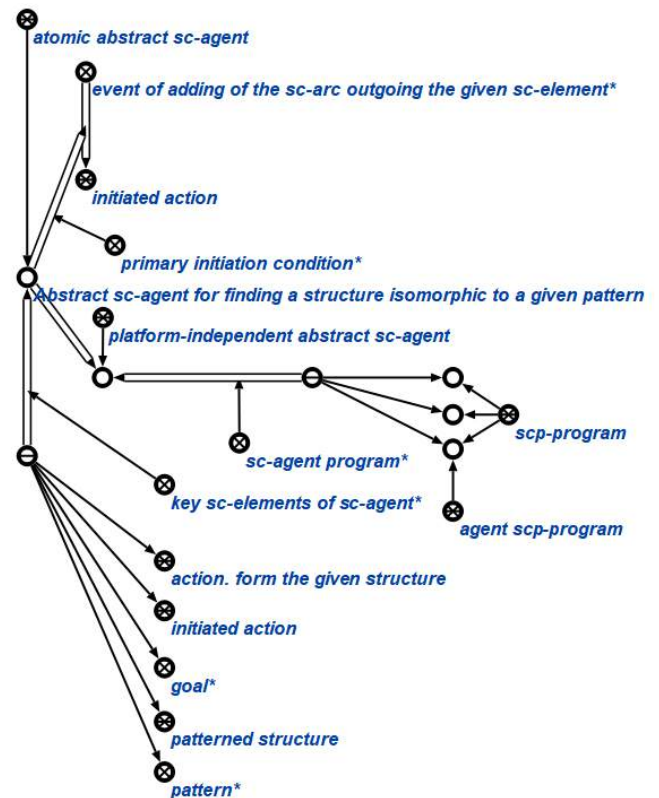 atomic abstract sc-agent
event of adding of the sc-arc outgoing the given sc-element*
initiated action
primary initiation condition*
Abstract sc-agent for finding a structure isomorphic to a given pattern
platform-independent abstract sc-agent
scp-program
sc-agent program*
key sc-elements of sc-agent*
agent scp-program
action. form the given structure
initiated action
goal*
patterned structure
pattern*